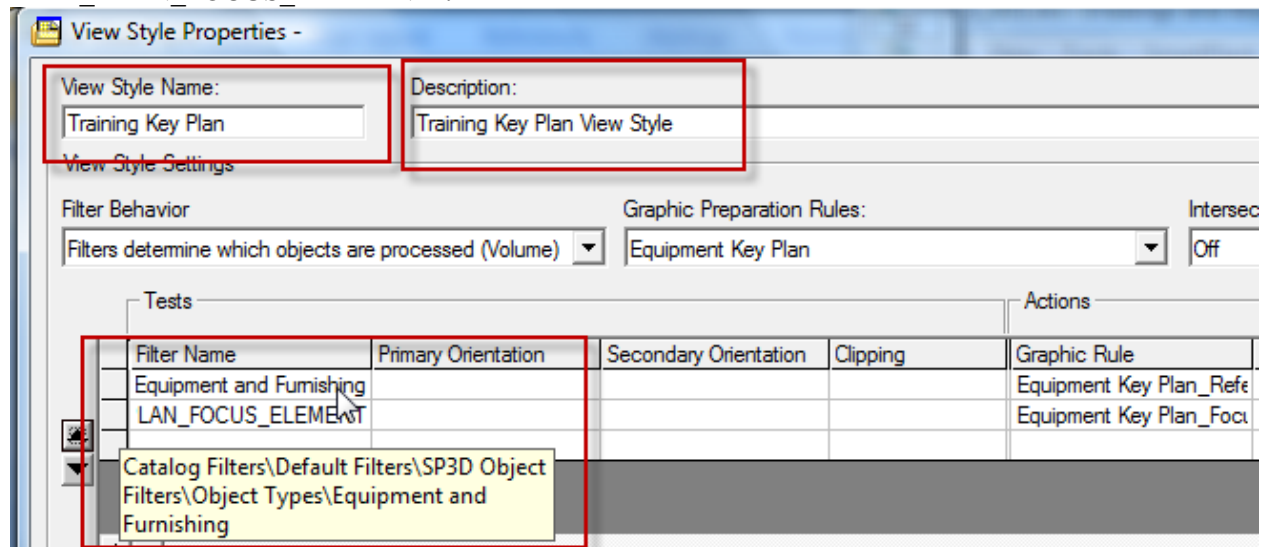 View Style Properties -
View Style Name: Description:
Training Key Plan Training Key Plan View Style
View Style Settings
Filter Behavior Graphic Preparation Rules: Intersec
Filters determine which objects are processed (Volume) Equipment Key Plan Off
Tests Actions
Filter Name Primary Orientation Secondary Orientation Clipping Graphic Rule
Equipment and Furnishing Equipment Key Plan_Refe
LAN_FOCUS_ELEMENT Equipment Key Plan_Focu
Catalog Filters\Default Filters\SP3D Object
Filters\Object Types\Equipment and
Furnishing